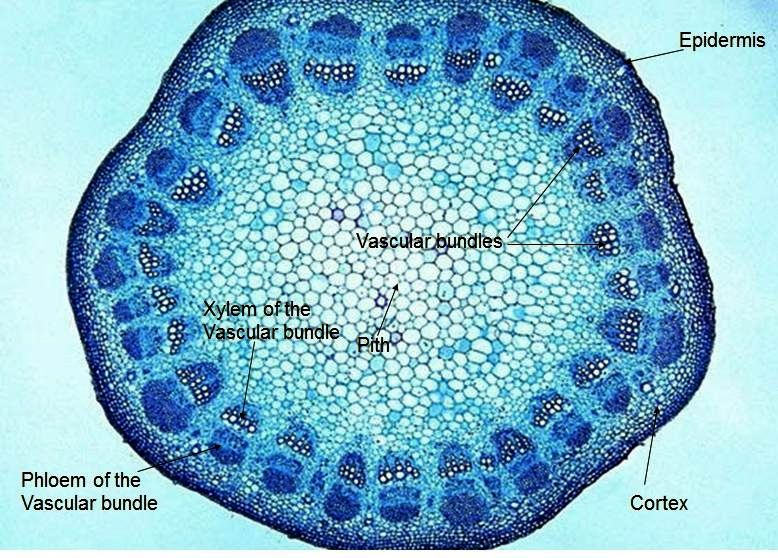 Epidermis
Vascular bundles
Xylem of the
Vascular bundle
Pith
Phloem of the
Vascular bundle
Cortex